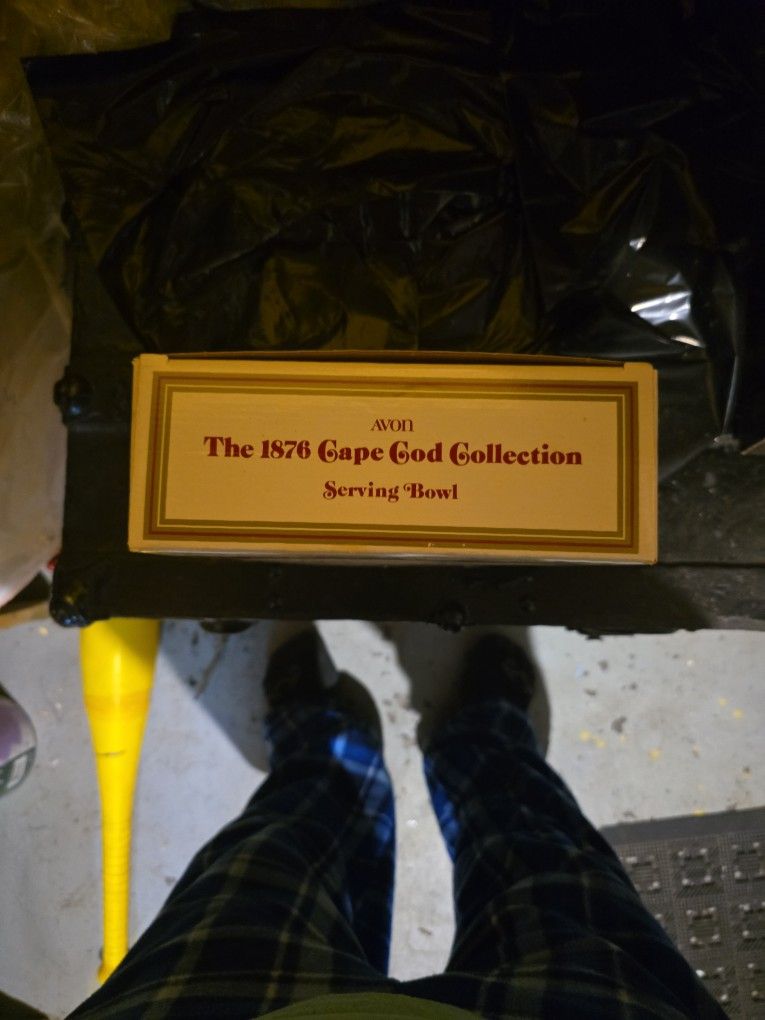 AVON
The 1876 Cape Cod Collection
Serving Bowl